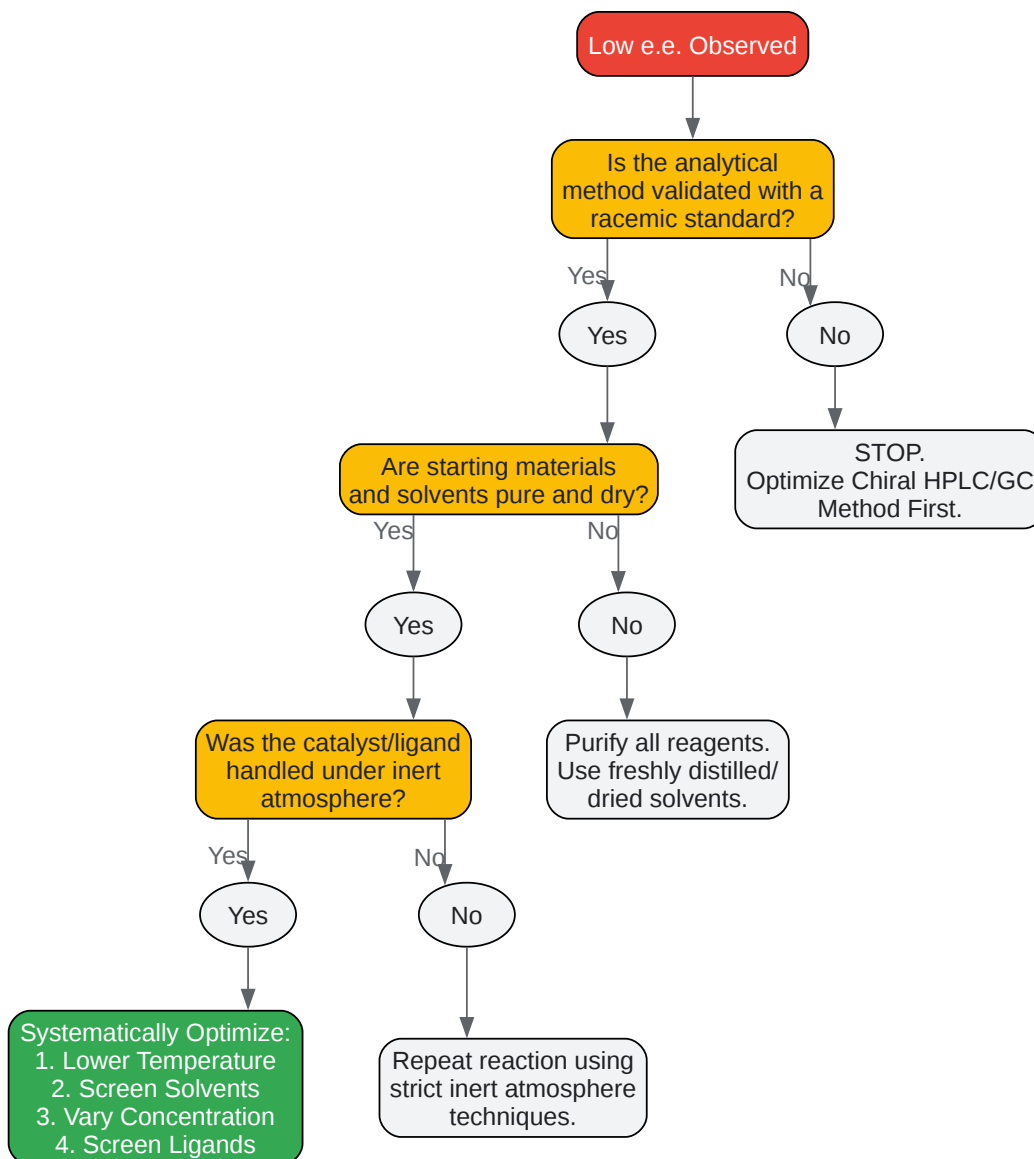 Low e.e. Observed
Is the analytical
method validated with a
racemic standard?
Yes
No
Yes
No
Are starting materials
and solvents pure and dry?
STOP.
Optimize Chiral HPLC/GC
Method First.
Yes
No
Yes
No
Was the catalyst/ligand
handled under inert
atmosphere?
Purify all reagents.
Use freshly distilled/
dried solvents.
Yes
No
Yes
No
Systematically Optimize:
1. Lower Temperature
2. Screen Solvents
3. Vary Concentration
4. Screen Ligands
Repeat reaction using
strict inert atmosphere
techniques.